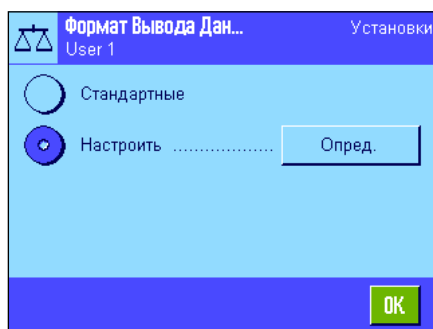 Формат Вывода Дан...
Установки
User 1
Стандартные
Настроить ................... Опред.
OK